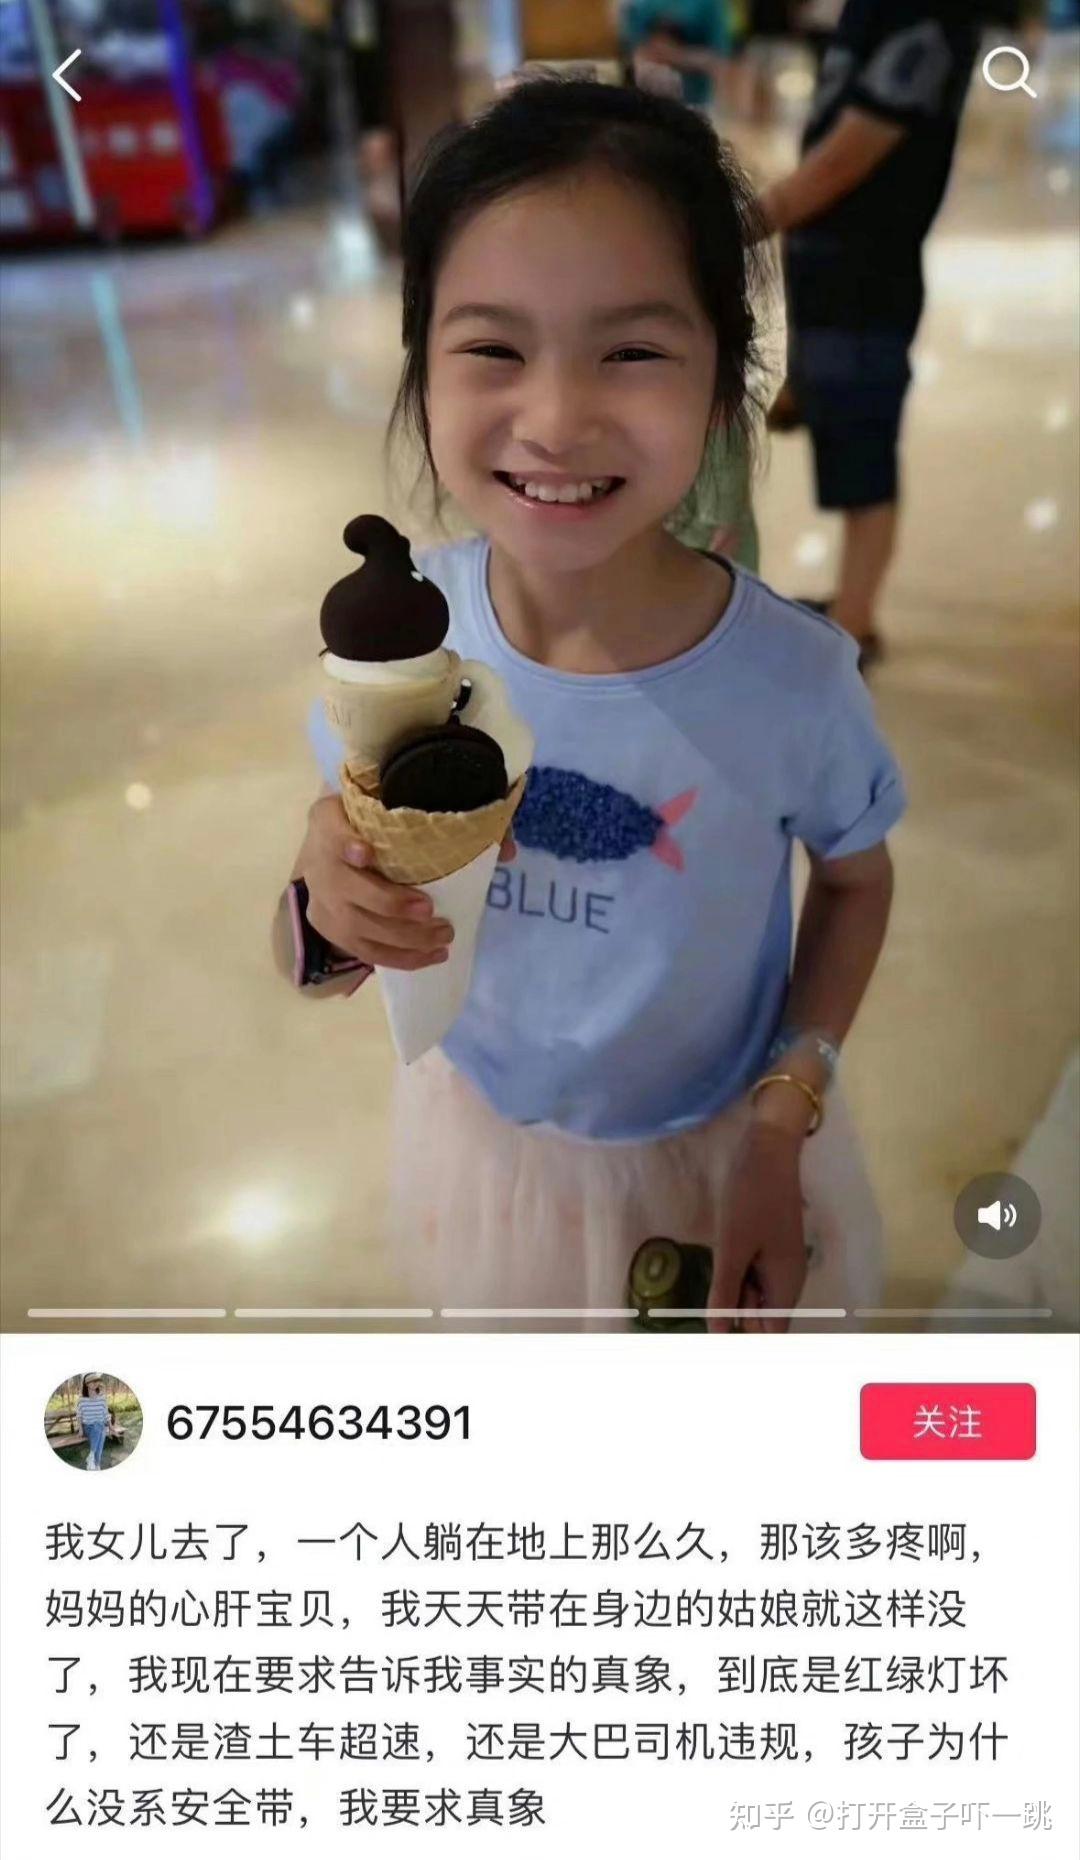 BLUE
67554634391
关注
我女儿去了，一个人躺在地上那么久，那该多疼啊，
妈妈的心肝宝贝，我天天带在身边的姑娘就这样没
了，我现在要求告诉我事实的真象，到底是红绿灯坏
了，还是渣土车超速，还是大巴司机违规，孩子为什
么没系安全带，我要求真象
知乎 @打开盒子吓一跳